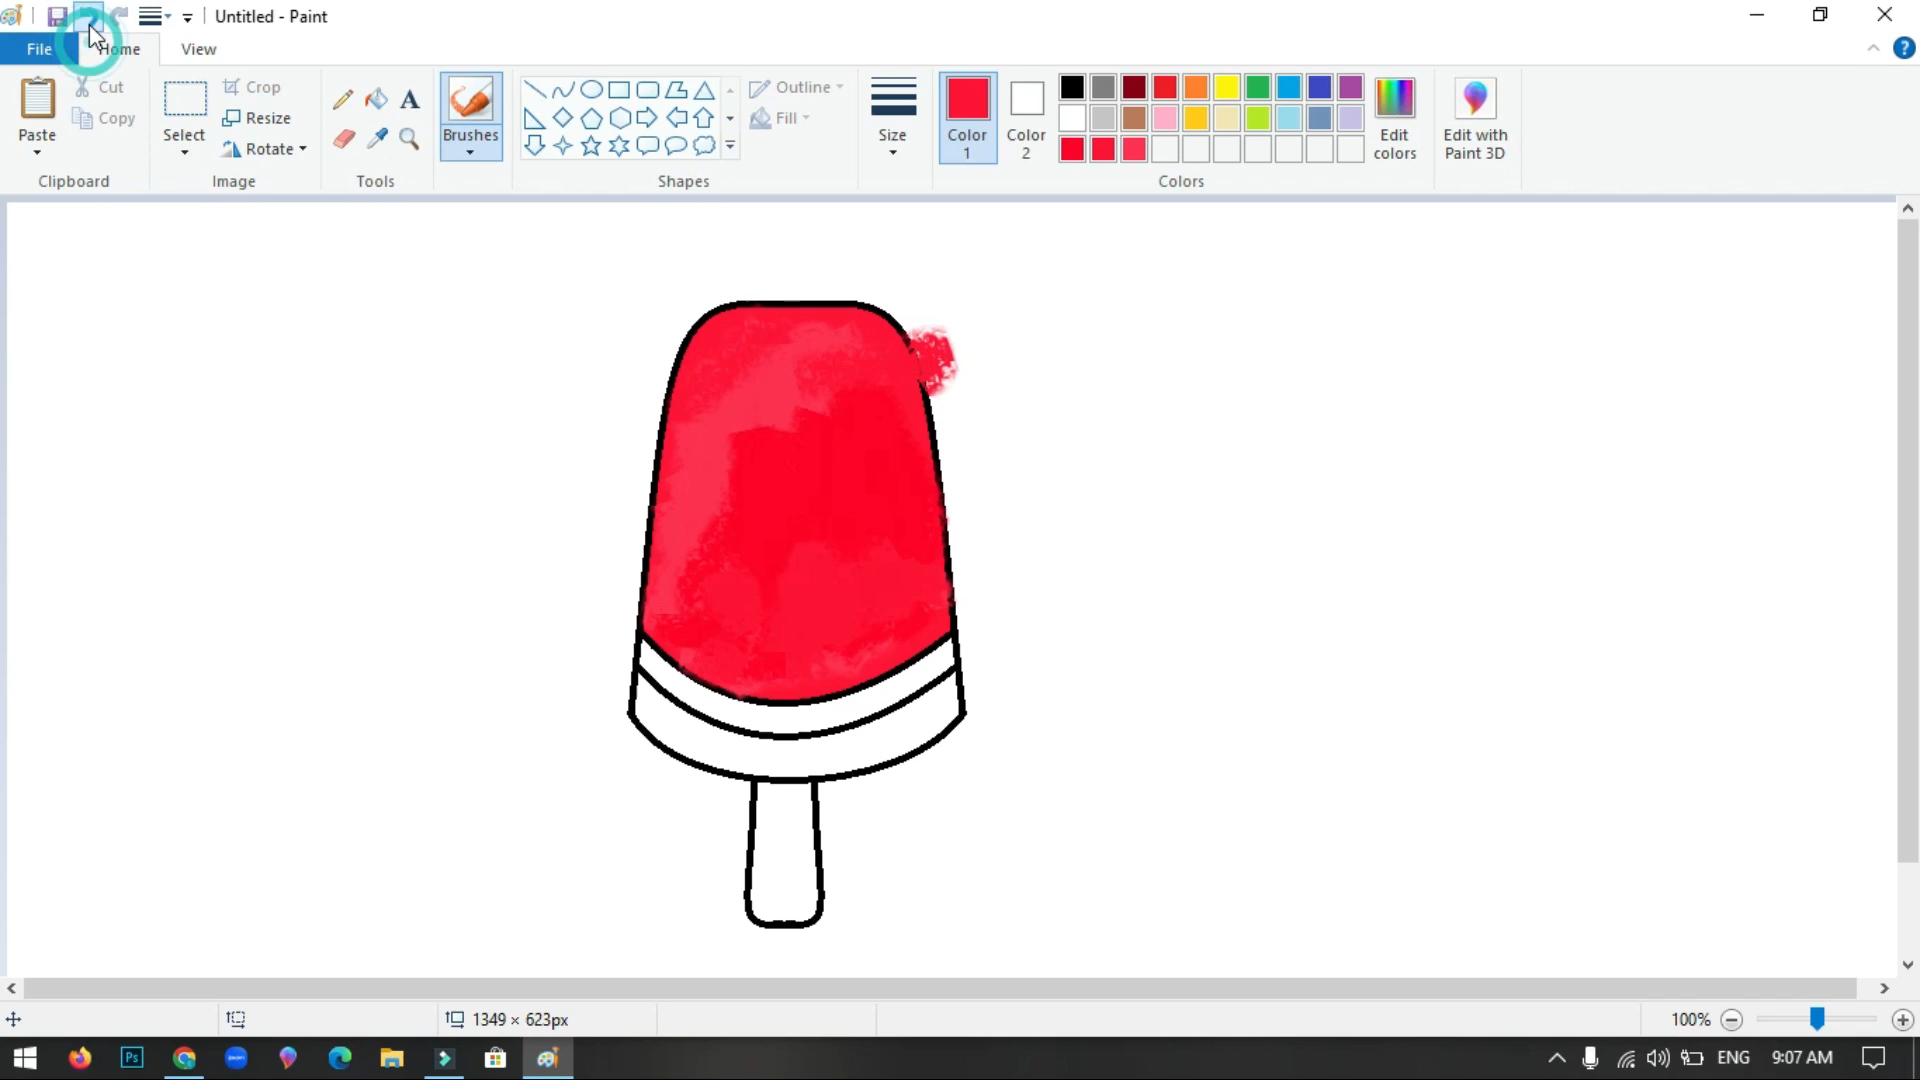 Untitled - Paint
File Home View
Paste
Cut
Copy
Clipboard
Select
Crop
Resize
Rotate
Image
Tools
Brushes
Outline
Fill
Shapes
Size
Color
1
Color
2
Edit
colors
Colors
Edit with
Paint 3D
1349 × 623px
100%
Ps
ENG
9:07 AM